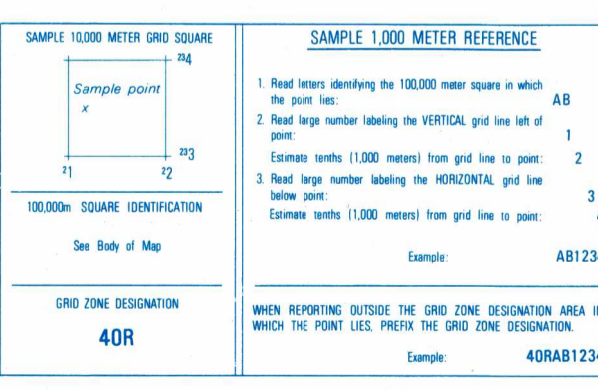 SAMPLE 10,000 METER GRID SQUARE
234
Sample point
x
233
21
22
100,000m SQUARE IDENTIFICATION
See Body of Map
GRID ZONE DESIGNATION
40R
SAMPLE 1,000 METER REFERENCE
1. Read letters identifying the 100,000 meter square in which
the point lies: AB
2. Read large number labeling the VERTICAL grid line left of
point: 1
Estimate tenths (1,000 meters) from grid line to point: 2
3. Read large number labeling the HORIZONTAL grid line
below point: 3
Estimate tenths (1,000 meters) from grid line to point:
Example: AB123
WHEN REPORTING OUTSIDE THE GRID ZONE DESIGNATION AREA
WHICH THE POINT LIES, PREFIX THE GRID ZONE DESIGNATION.
Example: 40RAB1234